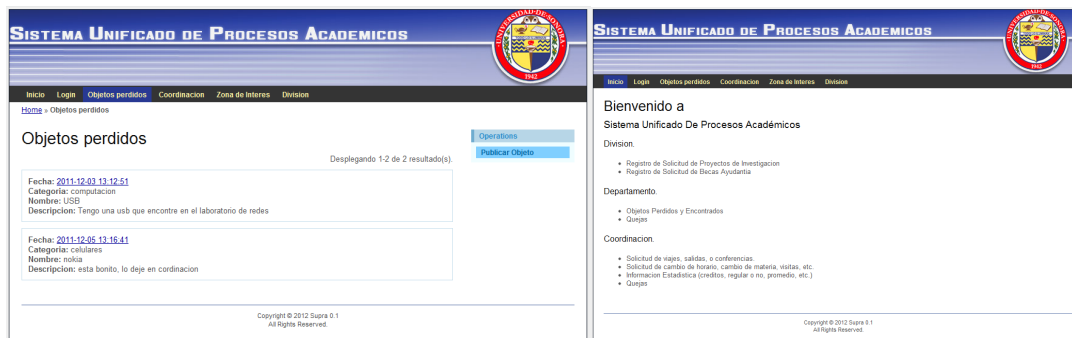 SISTEMA UNIFICADO DE PROCESOS ACADEMICOS
UNIVERSIDAD DE SONORA
1942
Inicio Login Objetos perdidos Coordinacion Zona de Interes Division
Home » Objetos perdidos
Objetos perdidos
Desplegando 1-2 de 2 resultado(s).
Fecha: 2011-12-03 13:12:51
Categoria: computacion
Nombre: USB
Descripcion: Tengo una usb que encontre en el laboratorio de redes
Fecha: 2011-12-05 13:16:41
Categoria: celulares
Nombre: nokia
Descripcion: esta bonito, lo deje en cordinacion
Operations
Publicar Objeto
Copyright © 2012 Supra 0.1
All Rights Reserved.
SISTEMA UNIFICADO DE PROCESOS ACADEMICOS
1942
Inicio Login Objetos perdidos Coordinacion Zona de Interes Division
Bienvenido a
Sistema Unificado De Procesos Académicos
Division.
Registro de Solicitud de Proyectos de Investigacion
Registro de Solicitud de Becas Ayudantia
Departamento.
Objetos Perdidos y Encontrados
Quejas
Coordinacion.
Solicitud de viajes, salidas, o conferencias.
Solicitud de cambio de horario, cambio de materia, visitas, etc.
Informacion Estadistica (creditos, regular o no, promedio, etc.)
Quejas
Copyright © 2012 Supra 0.1
All Rights Reserved.